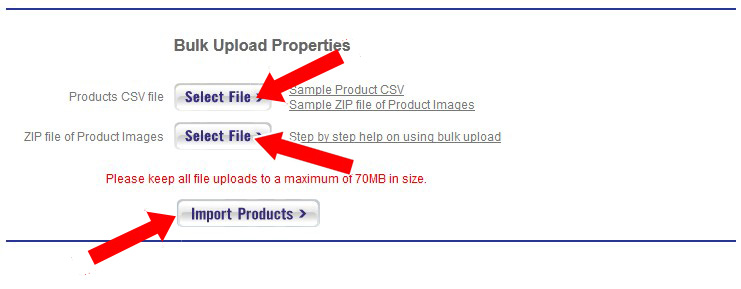 Bulk Upload Properties
Products CSV file
Select File >
Sample Product CSV
Sample ZIP file of Product Images
ZIP file of Product Images
Select File >
Step by step help on using bulk upload
Please keep all file uploads to a maximum of 70MB in size.
Import Products >